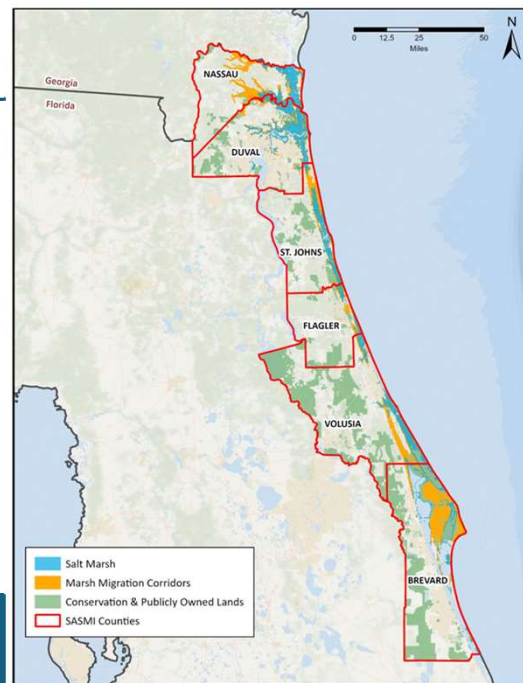 0 12.5 25 50
Miles
N
NASSAU
Georgia
Florida
DUVAL
ST. JOHNS
FLAGLER
VOLUSIA
BREVARD
Salt Marsh
Marsh Migration Corridors
Conservation & Publicly Owned Lands
SASMI Counties